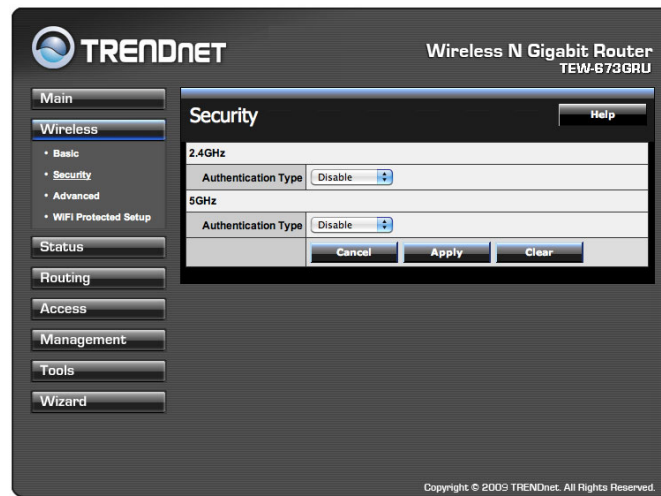 TRENDNET
Wireless N Gigabit Router
TEW-673GRU
Main
Wireless
• Basic
• Security
• Advanced
• WiFi Protected Setup
Status
Routing
Access
Management
Tools
Wizard
Security
Help
2.4GHz
Authentication Type Disable
5GHz
Authentication Type Disable
Cancel Apply Clear
Copyright © 2009 TRENDnet. All Rights Reserved.